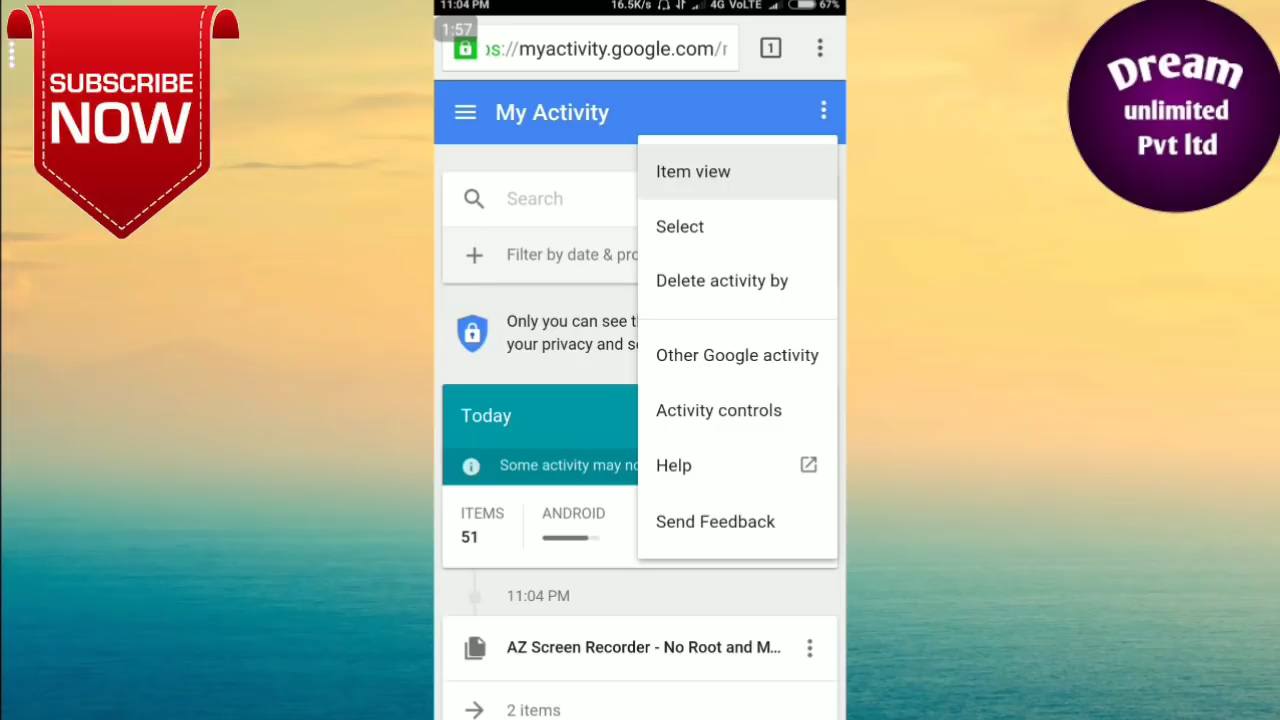 SUBSCRIBE
NOW
11:04 PM
16.5K/s
4G VoLTE
67%
1:57
://myactivity.google.com/
1
My Activity
Item view
Search
Select
Filter by date &
Delete activity by
Only you can see
your privacy and
Other Google activity
Today
Activity controls
Some activity may
Help
Send Feedback
ITEMS
51
ANDROID
11:04 PM
AZ Screen Recorder - No Root and M...
2 items
Dream
unlimited
Pvt ltd